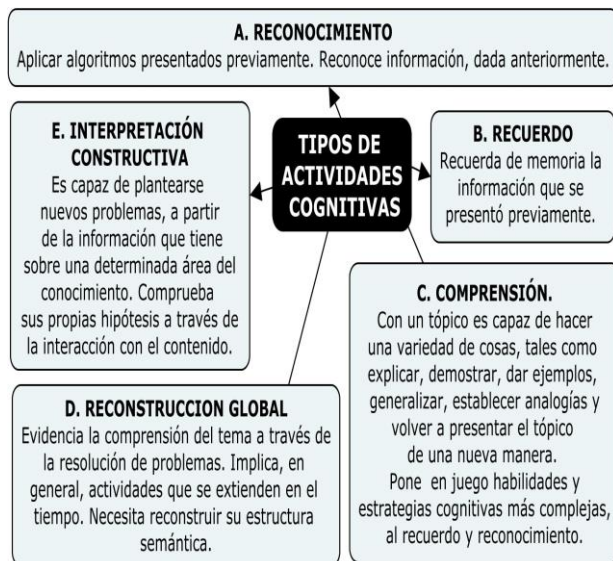 A. RECONOCIMIENTO
Aplicar algoritmos presentados previamente. Reconoce información, dada anteriormente.
TIPOS DE
ACTIVIDADES
COGNITIVAS
B. RECUERDO
Recuerda de memoria la
información que se
presentó previamente.
C. COMPRENSIÓN.
Con un tópico es capaz de hacer
una variedad de cosas, tales como
explicar, demostrar, dar ejemplos,
generalizar, establecer analogías y
volver a presentar el tópico
de una nueva manera.
Pone en juego habilidades y
estrategias cognitivas más complejas,
al recuerdo y reconocimiento.
D. RECONSTRUCCION GLOBAL
Evidencia la comprensión del tema a través de
la resolución de problemas. Implica, en
general, actividades que se extienden en el
tiempo. Necesita reconstruir su estructura
semántica.
E. INTERPRETACIÓN
CONSTRUCTIVA
Es capaz de plantearse
nuevos problemas, a partir
de la información que tiene
sobre una determinada área del
conocimiento. Comprueba
sus propias hipótesis a través de
la interacción con el contenido.